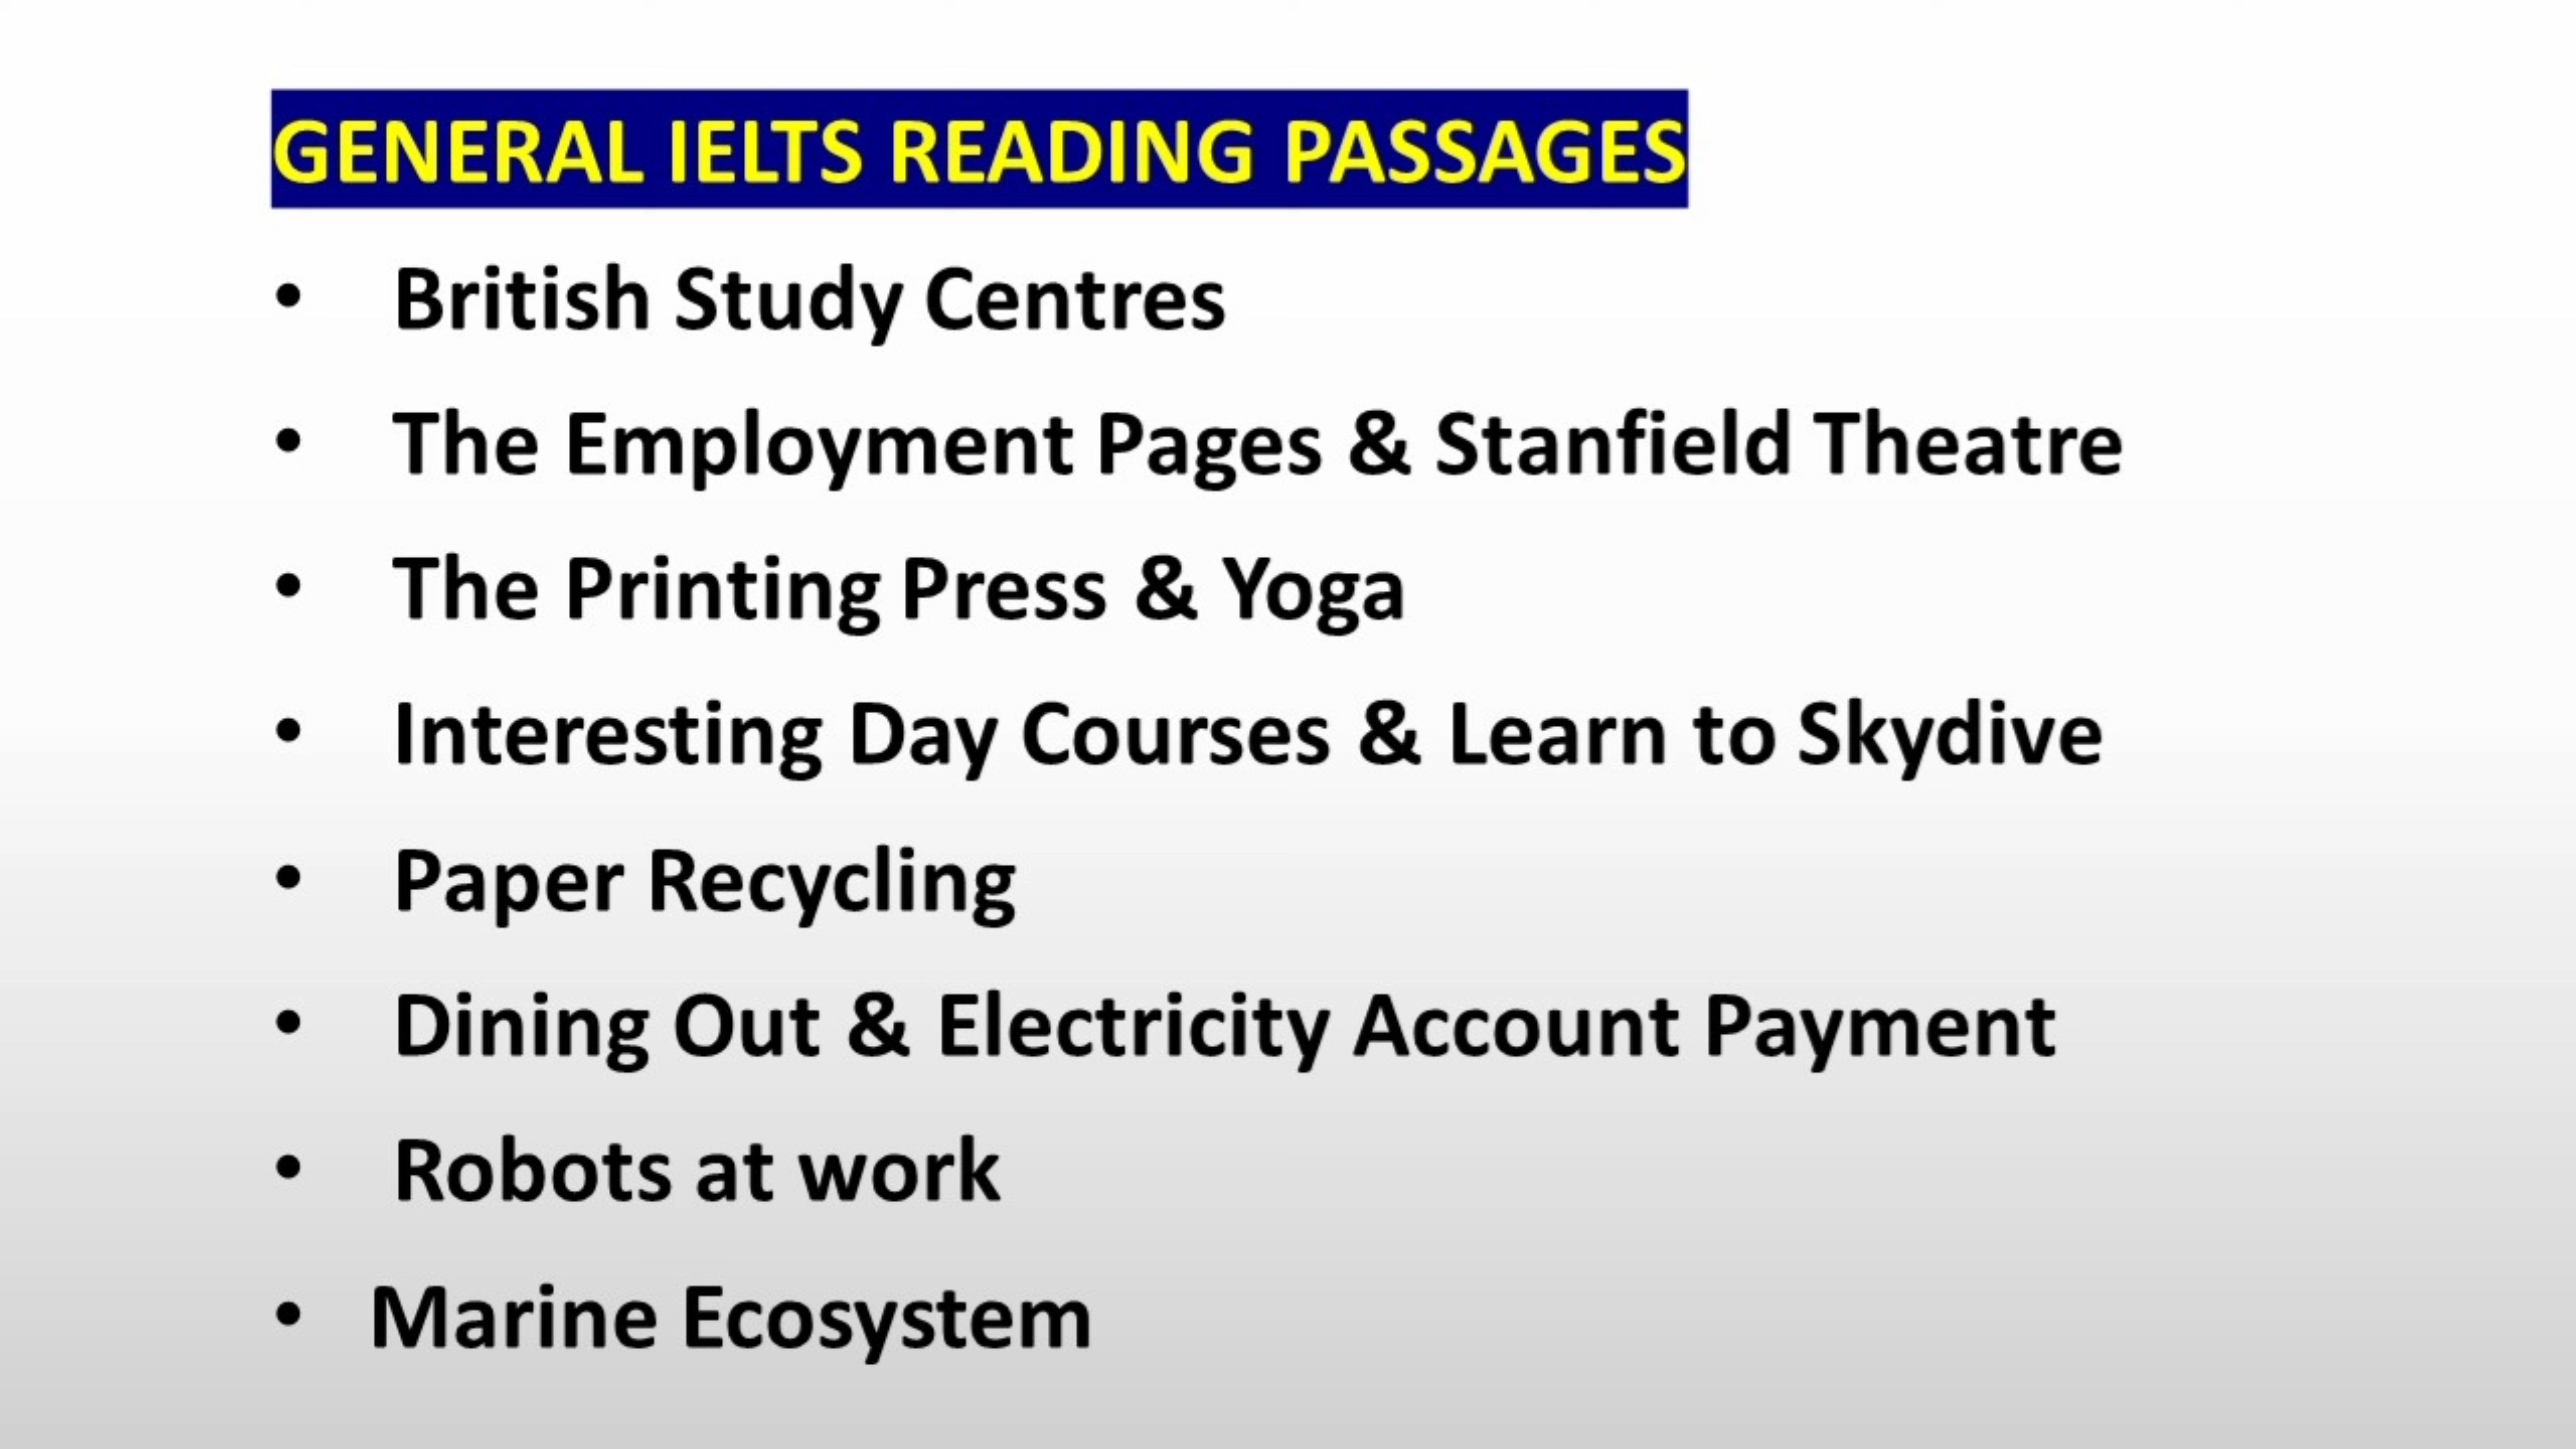 GENERAL IELTS READING PASSAGES
• British Study Centres
• The Employment Pages & Stanfield Theatre
• The Printing Press & Yoga
• Interesting Day Courses & Learn to Skydive
• Paper Recycling
• Dining Out & Electricity Account Payment
• Robots at work
• Marine Ecosystem